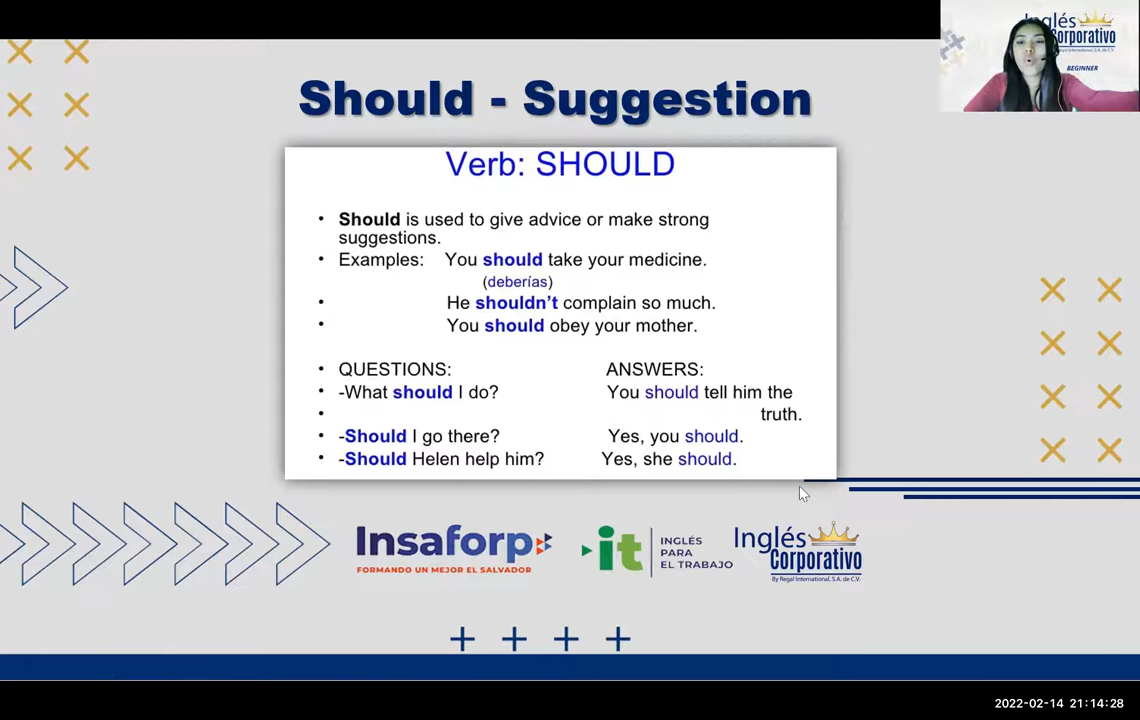 Inglés
Corporativo
By Regal International, S.A. de C.V.
BEGINNER
Should - Suggestion
Verb: SHOULD
• Should is used to give advice or make strong
suggestions.
• Examples: You should take your medicine.
(deberías)
• He shouldn't complain so much.
• You should obey your mother.
• QUESTIONS: ANSWERS:
• -What should I do? You should tell him the
• truth.
• -Should I go there? Yes, you should.
• -Should Helen help him? Yes, she should.
Insaforp
FORMANDO UN MEJOR EL SALVADOR
it
INGLÉS
PARA
EL TRABAJO
Inglés
Corporativo
By Regal International, S.A. de C.V.
2022-02-14 21:14:28